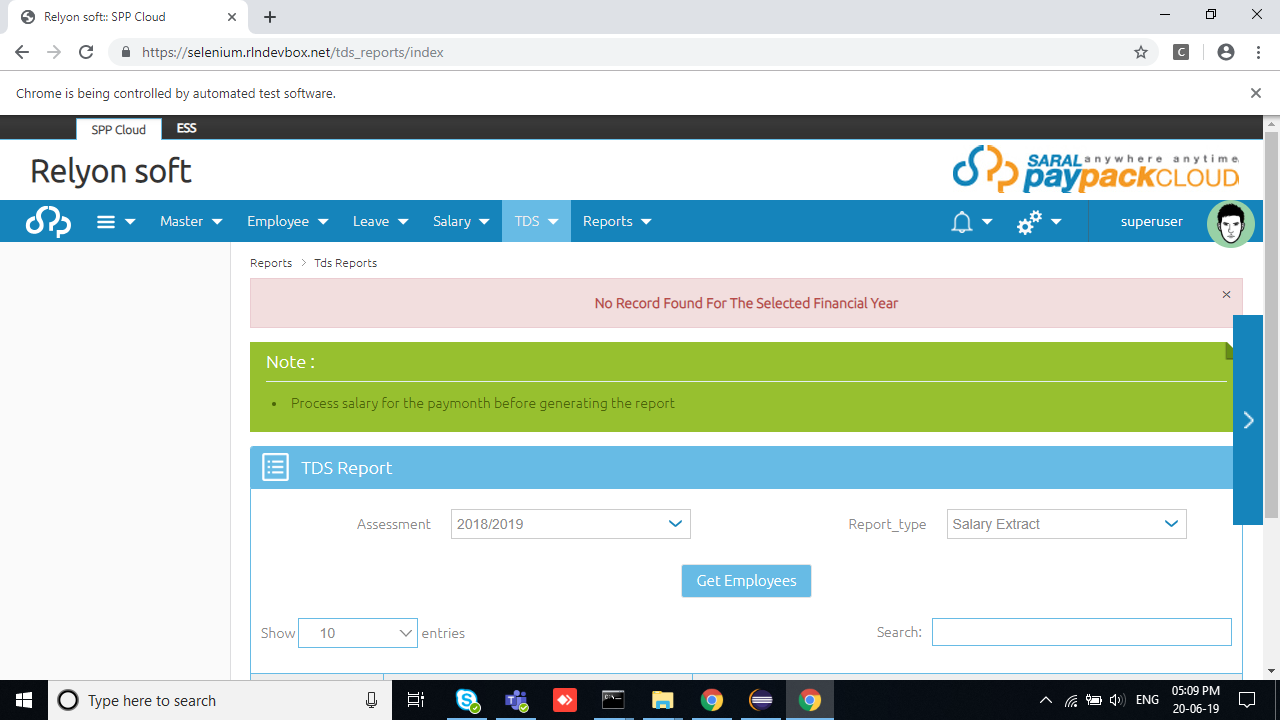 Relyon soft:: SPP Cloud
https://selenium.rlndevbox.net/tds_reports/index
C
Chrome is being controlled by automated test software.
SPP Cloud ESS
Relyon soft
SARAL anywhere anytime
paypackCLOUD
Master Employee Leave Salary TDS Reports superuser
Reports > Tds Reports
No Record Found For The Selected Financial Year ×
Note :
• Process salary for the paymonth before generating the report
TDS Report
Assessment 2018/2019 Report_type Salary Extract
Get Employees
Show 10 entries Search:
Type here to search
ENG
05:09 PM
20-06-19